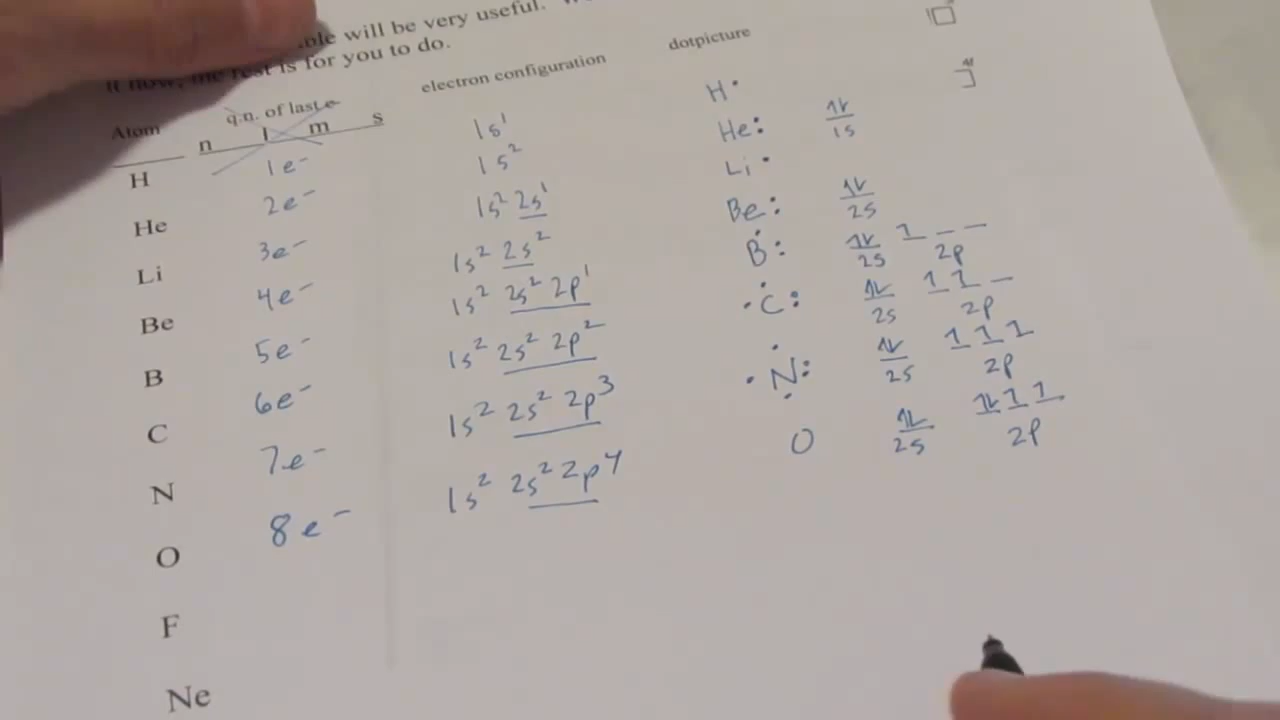 ble will be very useful.
it now, the rest is for you to do.
Atom q.n. of last e- electron configuration dotpicture
n l m s
H 1e- 1s¹ H·
He 2e- 1s² He: 1s
Li 3e- 1s² 2s¹ Li·
Be 4e- 1s² 2s² Be: 2s
B 5e- 1s² 2s² 2p¹ B: 2s 2p
C 6e- 1s² 2s² 2p² ·C: 2s 2p
N 7e- 1s² 2s² 2p³ ·N: 2s 2p
O 8e- 1s² 2s² 2p⁴ O 2s 2p
F
Ne